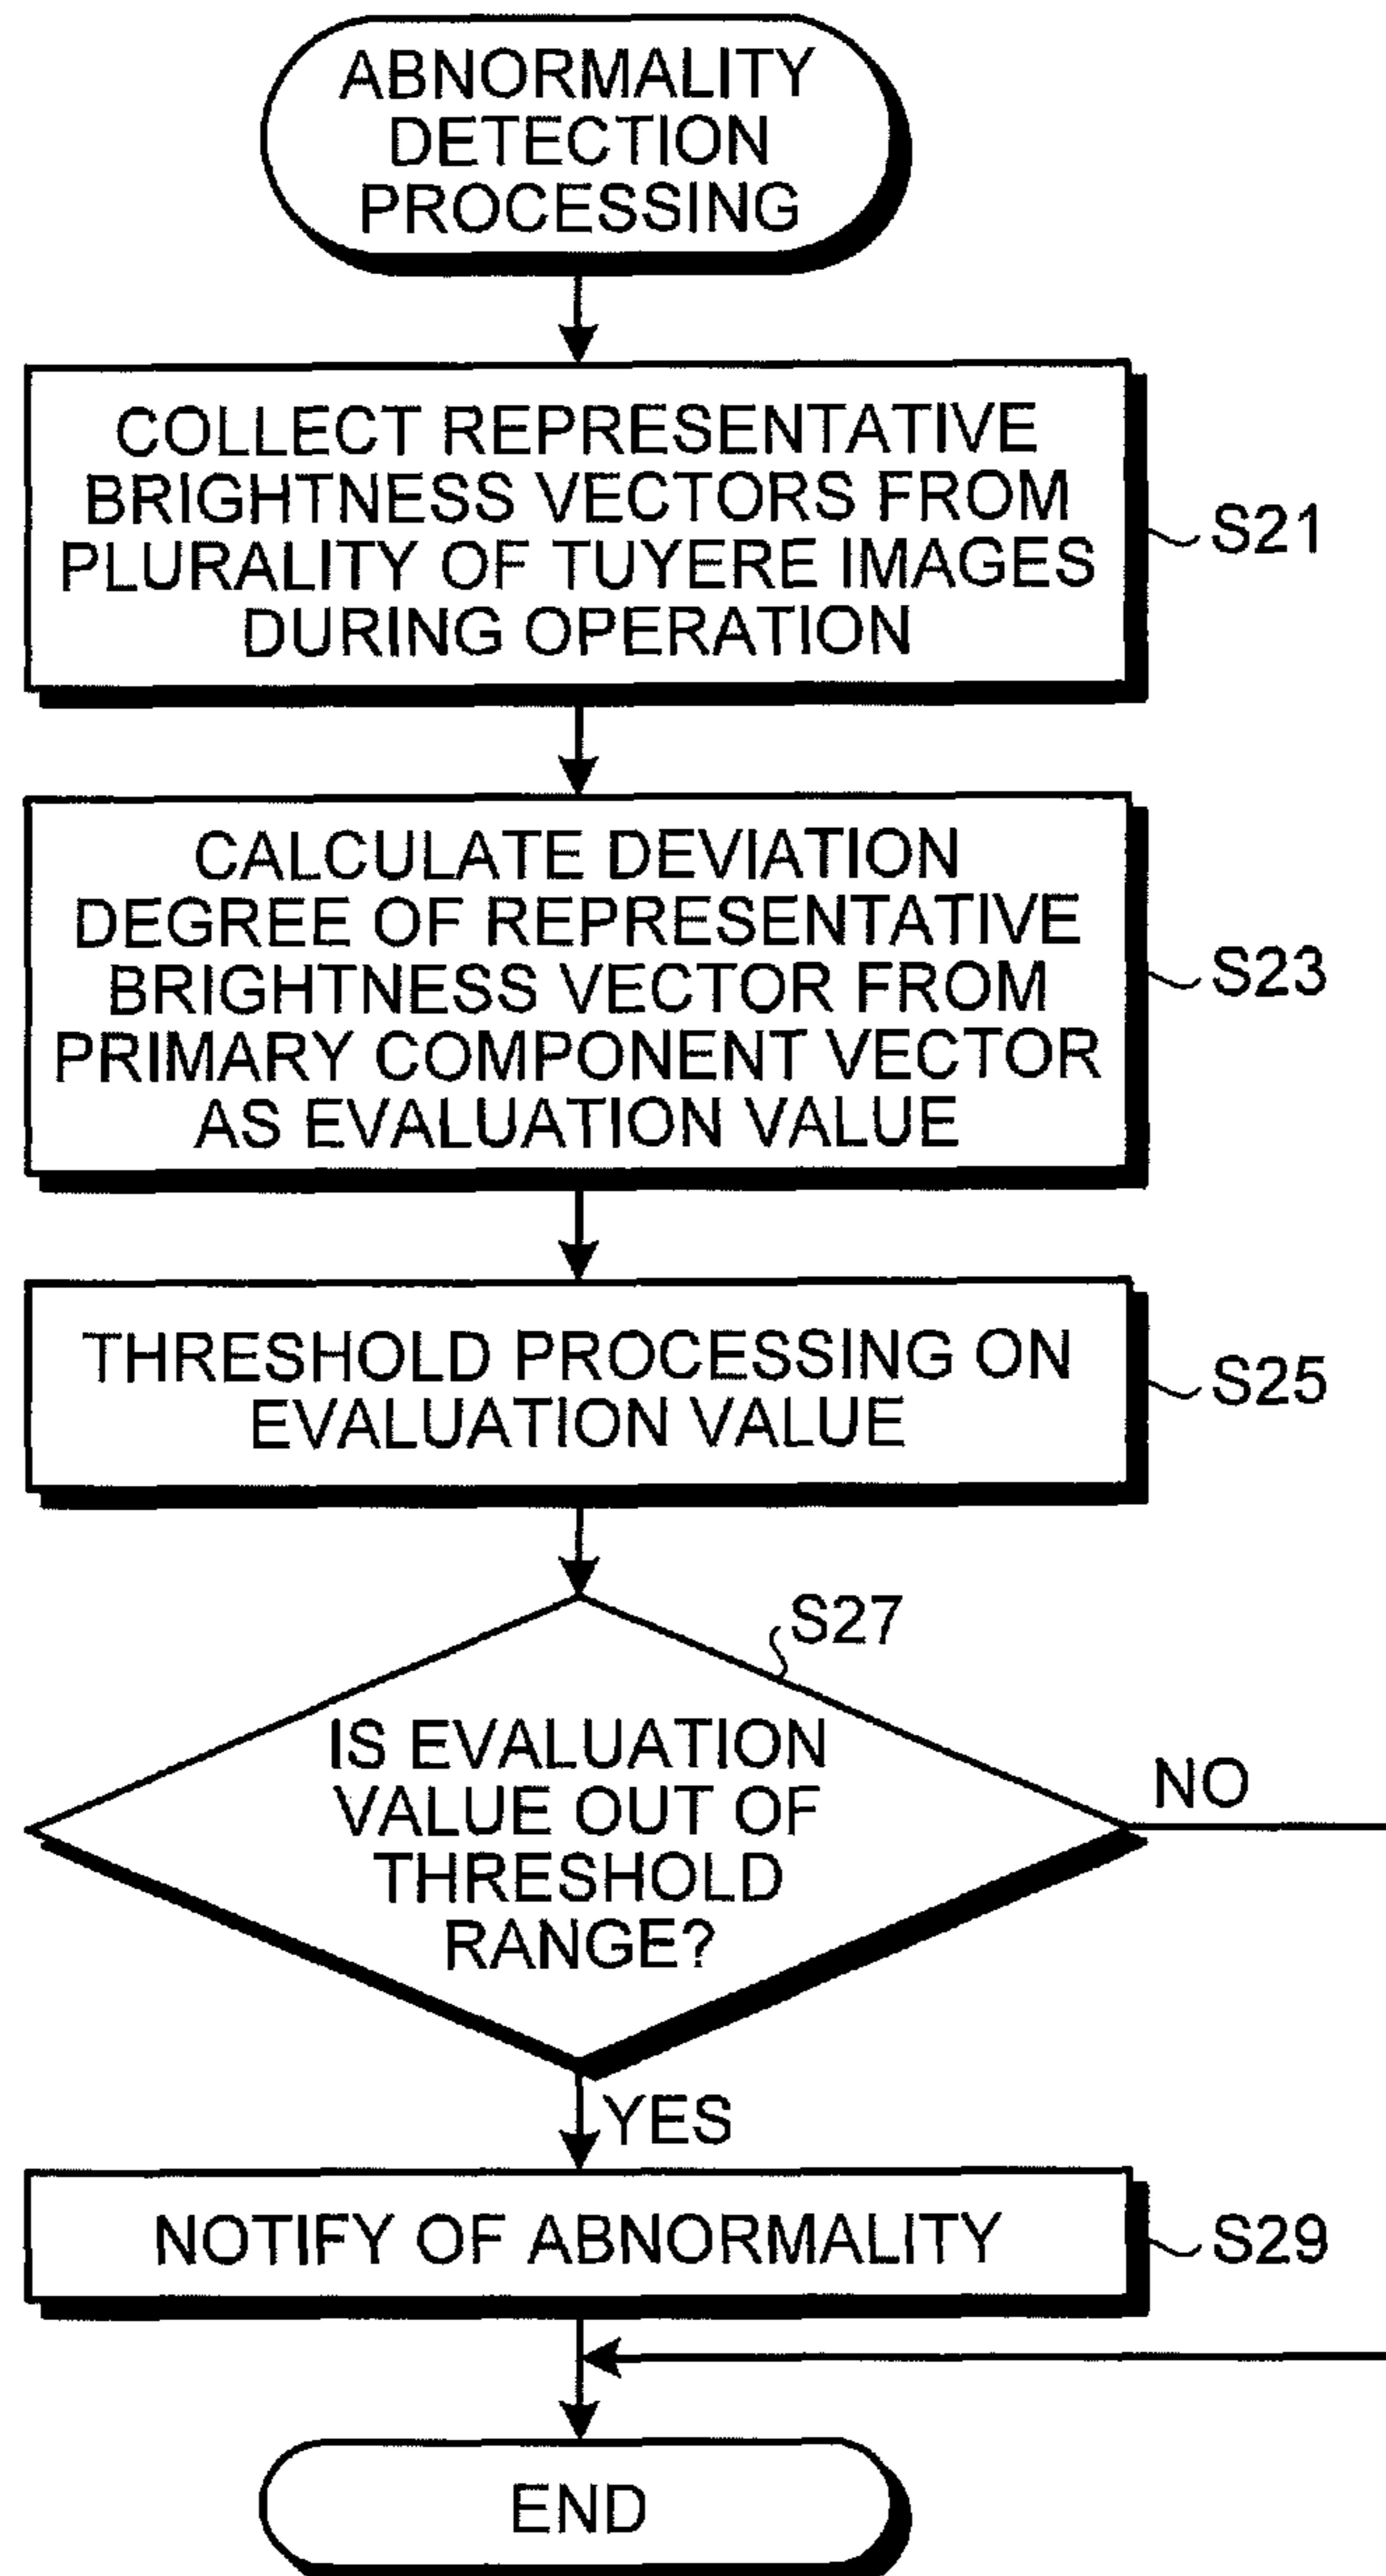 ABNORMALITY
DETECTION
PROCESSING
COLLECT REPRESENTATIVE
BRIGHTNESS VECTORS FROM
PLURALITY OF TUYERE IMAGES
DURING OPERATION
S21
CALCULATE DEVIATION
DEGREE OF REPRESENTATIVE
BRIGHTNESS VECTOR FROM
PRIMARY COMPONENT VECTOR
AS EVALUATION VALUE
S23
THRESHOLD PROCESSING ON
EVALUATION VALUE
S25
S27
IS EVALUATION
VALUE OUT OF
THRESHOLD
RANGE?
NO
YES
NOTIFY OF ABNORMALITY
S29
END